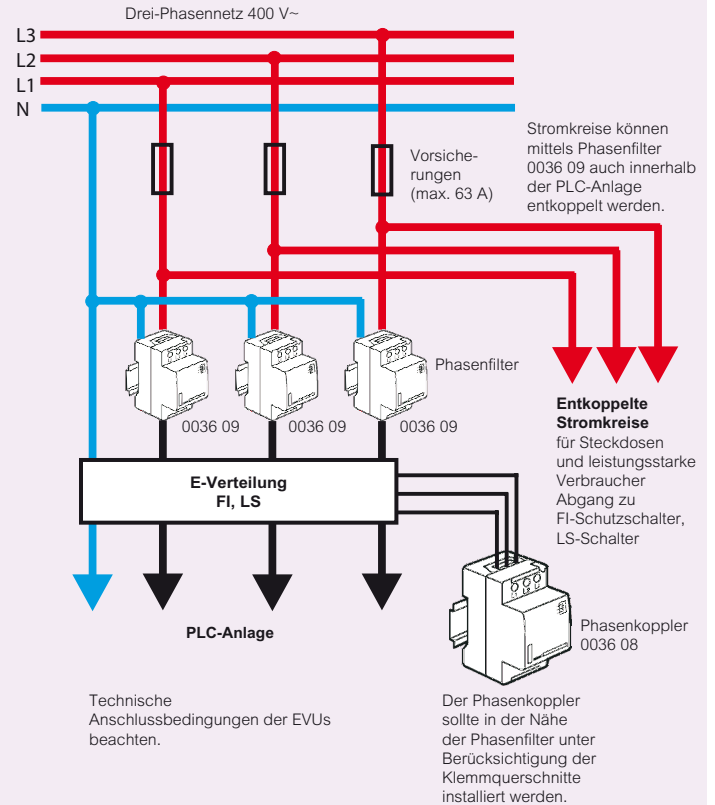 Drei-Phasennetz 400 V~
L3
L2
L1
N
Vorsiche-
rungen
(max. 63 A)
Stromkreise können
mittels Phasenfilter
0036 09 auch innerhalb
der PLC-Anlage
entkoppelt werden.
Phasenfilter
0036 09
0036 09
0036 09
Entkoppelte
Stromkreise
für Steckdosen
und leistungsstarke
Verbraucher
Abgang zu
FI-Schutzschalter,
LS-Schalter
E-Verteilung
FI, LS
PLC-Anlage
Phasenkoppler
0036 08
Technische
Anschlussbedingungen der EVUs
beachten.
Der Phasenkoppler
sollte in der Nähe
der Phasenfilter unter
Berücksichtigung der
Klemmquerschnitte
installiert werden.